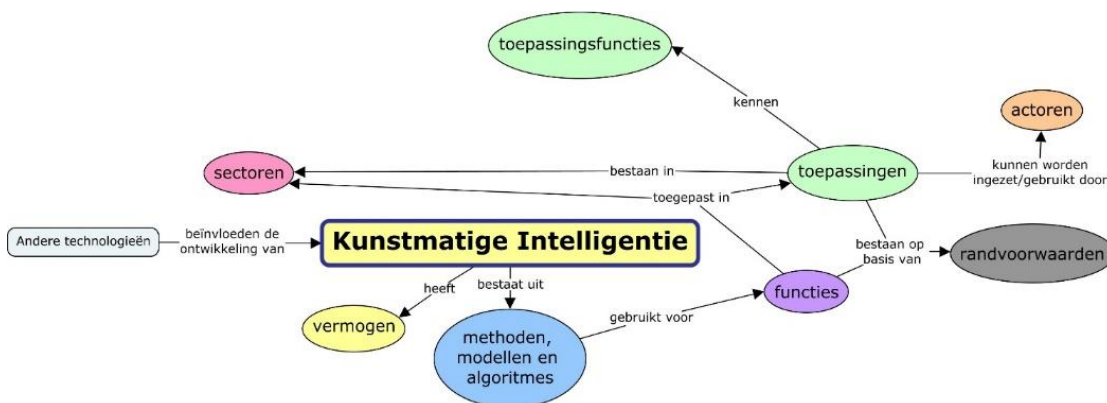 toepassingsfuncties
kennen
actoren
sectoren
bestaan in
toepassingen
kunnen worden
ingezet/gebruikt door
toegepast in
Andere technologieën
beïnvloeden de
ontwikkeling van
Kunstmatige Intelligentie
bestaan op
basis van
randvoorwaarden
heeft
bestaat uit
functies
vermogen
gebruikt voor
methoden,
modellen en
algoritmes